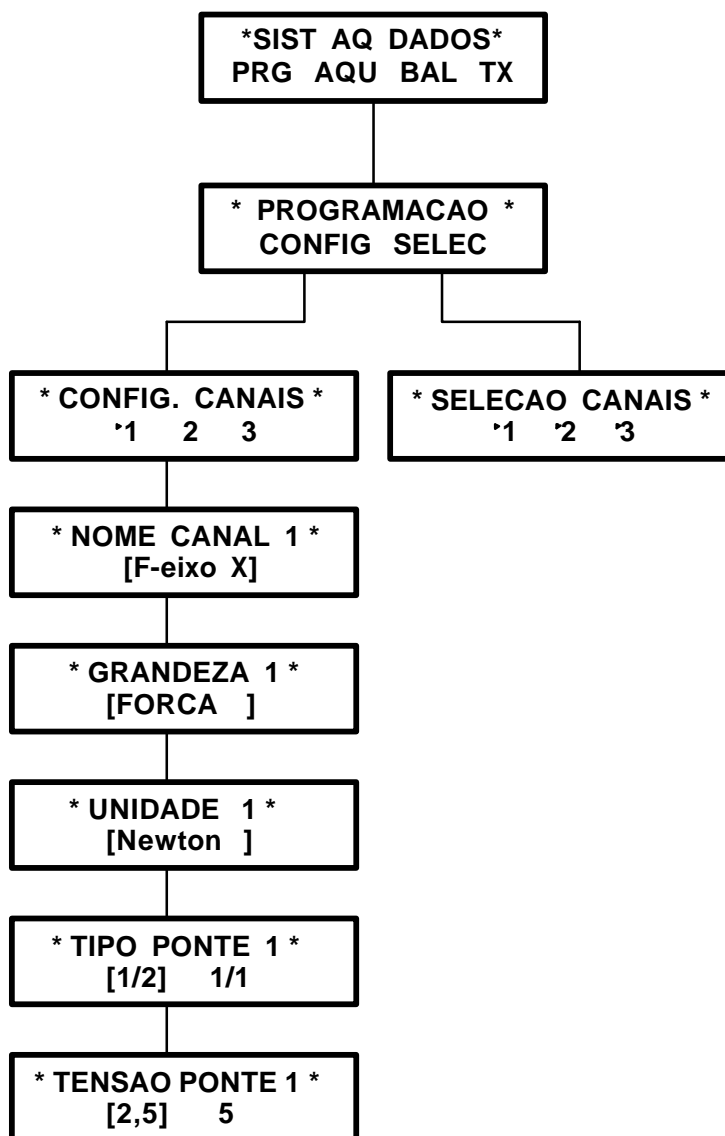 *SIST AQ DADOS*
PRG AQU BAL TX
* PROGRAMACAO *
CONFIG SELEC
* CONFIG. CANAIS *
‣1 2 3
* SELECAO CANAIS *
‣1 ‣2 ‣3
* NOME CANAL 1 *
[F-eixo X]
* GRANDEZA 1 *
[FORCA ]
* UNIDADE 1 *
[Newton ]
* TIPO PONTE 1 *
[1/2] 1/1
* TENSAO PONTE 1 *
[2,5] 5